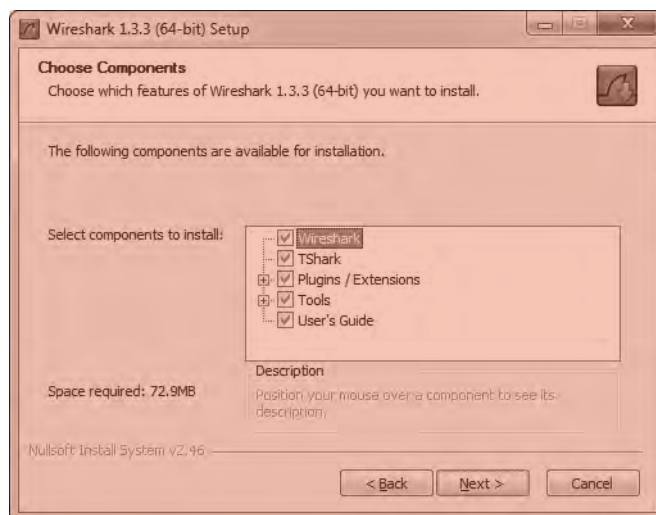 Wireshark 1.3.3 (64-bit) Setup
Choose Components
Choose which features of Wireshark 1.3.3 (64-bit) you want to install.
The following components are available for installation.
Select components to install:
Wireshark
TShark
Plugins / Extensions
Tools
User's Guide
Space required: 72.9MB
Description
Position your mouse over a component to see its
description.
Nullsoft Install System v2.46
< Back
Next >
Cancel